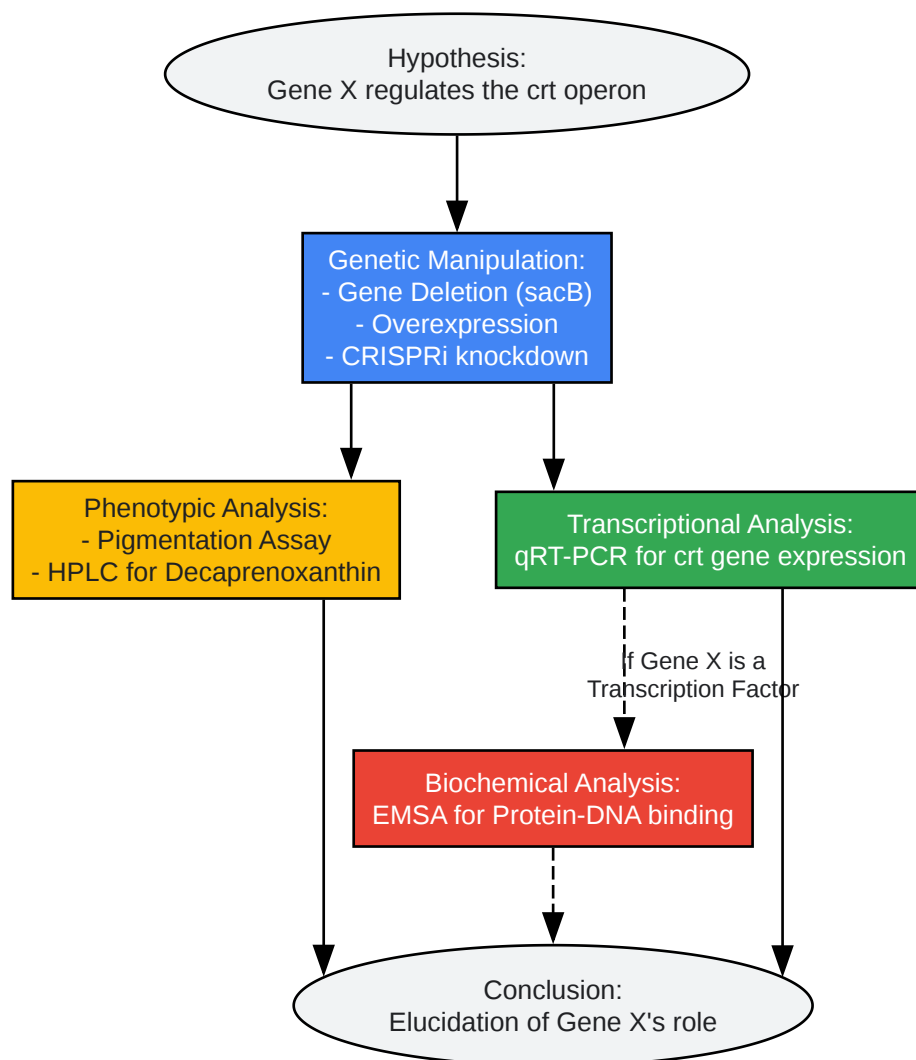 Hypothesis:
Gene X regulates the crt operon
Genetic Manipulation:
- Gene Deletion (sacB)
- Overexpression
- CRISPRi knockdown
Phenotypic Analysis:
- Pigmentation Assay
- HPLC for Decaprenoxanthin
Transcriptional Analysis:
qRT-PCR for crt gene expression
If Gene X is a
Transcription Factor
Biochemical Analysis:
EMSA for Protein-DNA binding
Conclusion:
Elucidation of Gene X's role